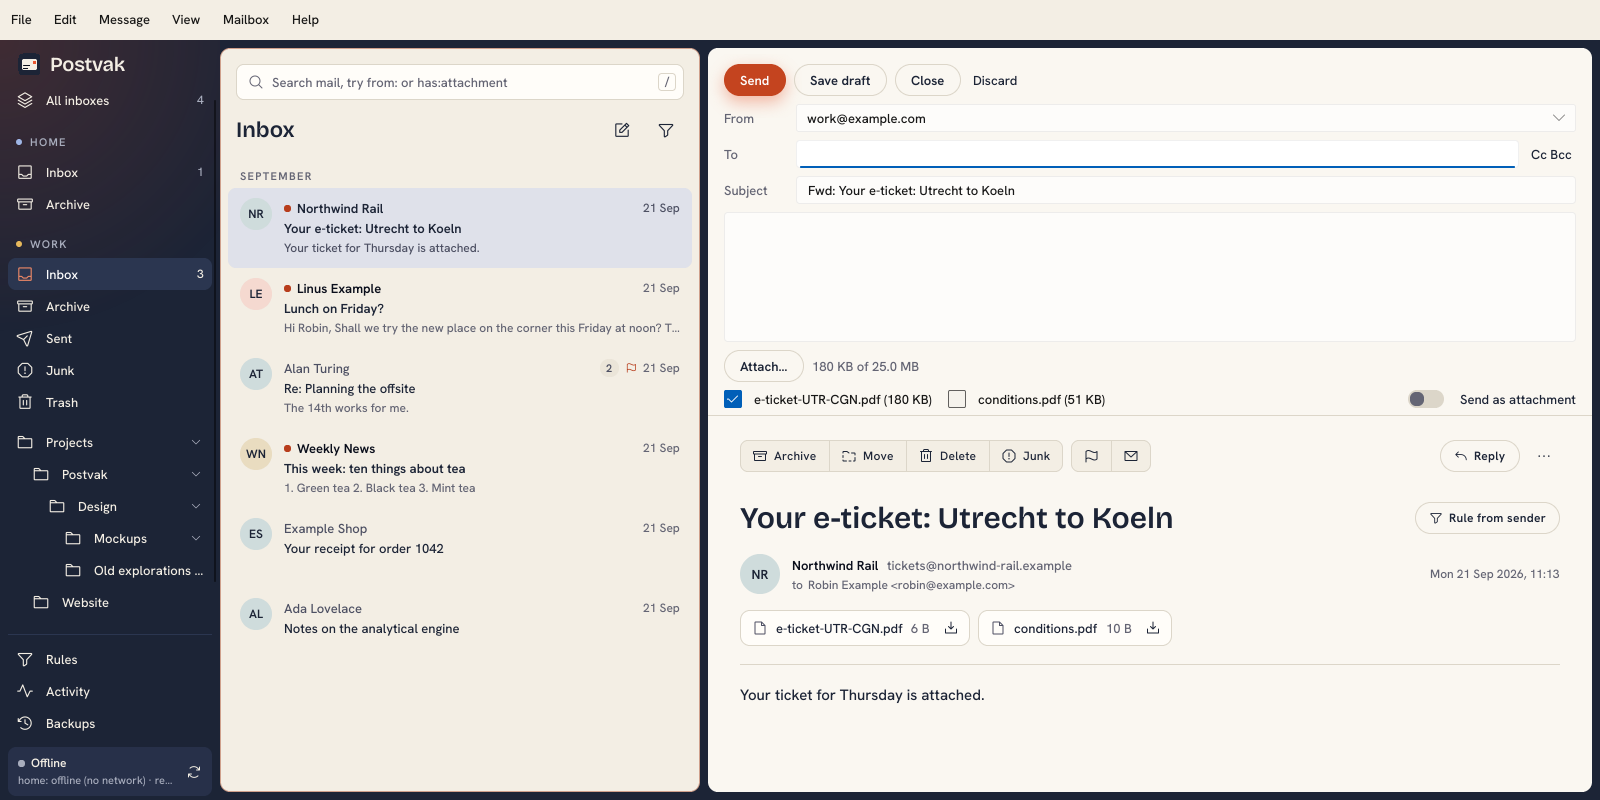 File Edit Message View Mailbox Help
Postvak
All inboxes 4
HOME
Inbox 1
Archive
WORK
Inbox 3
Archive
Sent
Junk
Trash
Projects
Postvak
Design
Mockups
Old explorations ...
Website
Rules
Activity
Backups
Offline
home: offline (no network) · re...
Search mail, try from: or has:attachment /
Inbox
SEPTEMBER
NR Northwind Rail 21 Sep
Your e-ticket: Utrecht to Koeln
Your ticket for Thursday is attached.
LE Linus Example 21 Sep
Lunch on Friday?
Hi Robin, Shall we try the new place on the corner this Friday at noon? T...
AT Alan Turing 2 21 Sep
Re: Planning the offsite
The 14th works for me.
WN Weekly News 21 Sep
This week: ten things about tea
1. Green tea 2. Black tea 3. Mint tea
ES Example Shop 21 Sep
Your receipt for order 1042
AL Ada Lovelace 21 Sep
Notes on the analytical engine
Send Save draft Close Discard
From work@example.com
To Cc Bcc
Subject Fwd: Your e-ticket: Utrecht to Koeln
Attach... 180 KB of 25.0 MB
e-ticket-UTR-CGN.pdf (180 KB) conditions.pdf (51 KB) Send as attachment
Archive Move Delete Junk Reply ...
Your e-ticket: Utrecht to Koeln Rule from sender
NR Northwind Rail tickets@northwind-rail.example
to Robin Example <robin@example.com> Mon 21 Sep 2026, 11:13
e-ticket-UTR-CGN.pdf 6 B conditions.pdf 10 B
Your ticket for Thursday is attached.